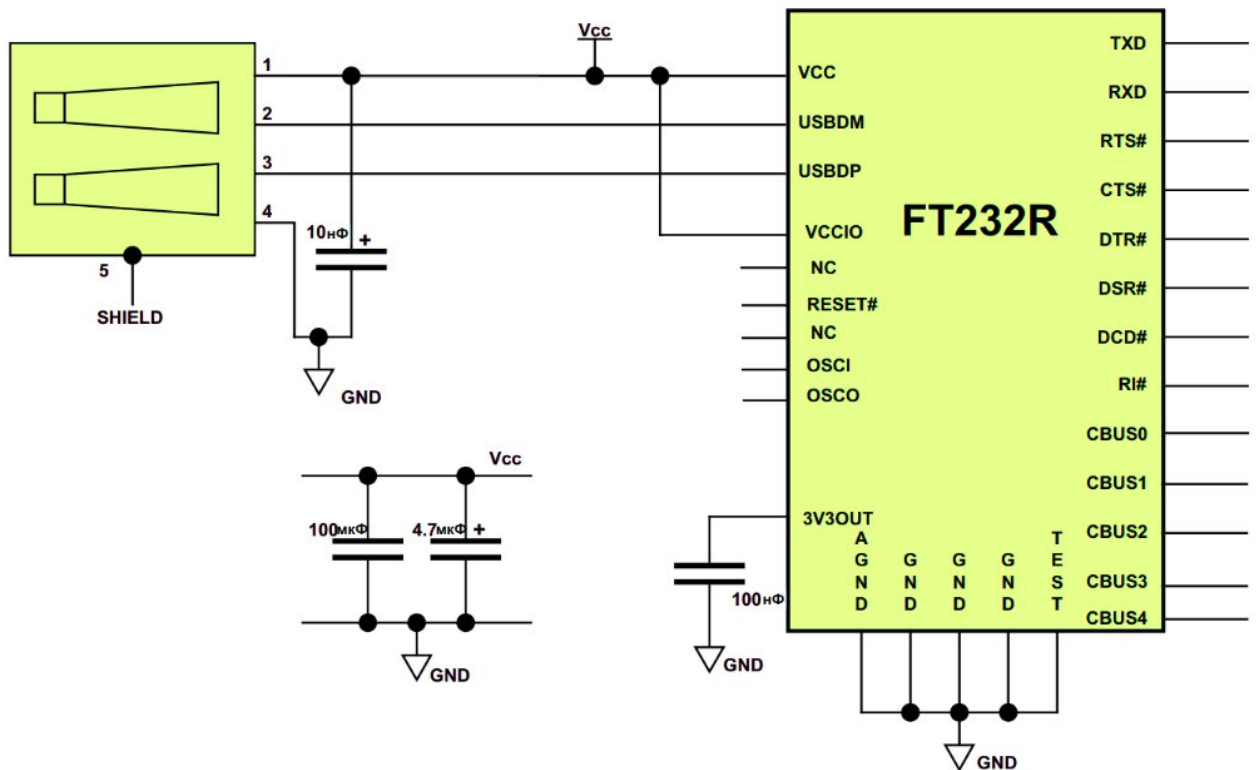 1
2
3
4
5
SHIELD
10нФ +
GND
Vcc
Vcc
100мкФ
4.7мкФ +
GND
VCC
USBDM
USBDP
VCCIO
NC
RESET#
NC
OSCI
OSCO
3V3OUT
100нФ
GND
FT232R
AGND
GND
GND
GND
TEST
GND
TXD
RXD
RTS#
CTS#
DTR#
DSR#
DCD#
RI#
CBUS0
CBUS1
CBUS2
CBUS3
CBUS4